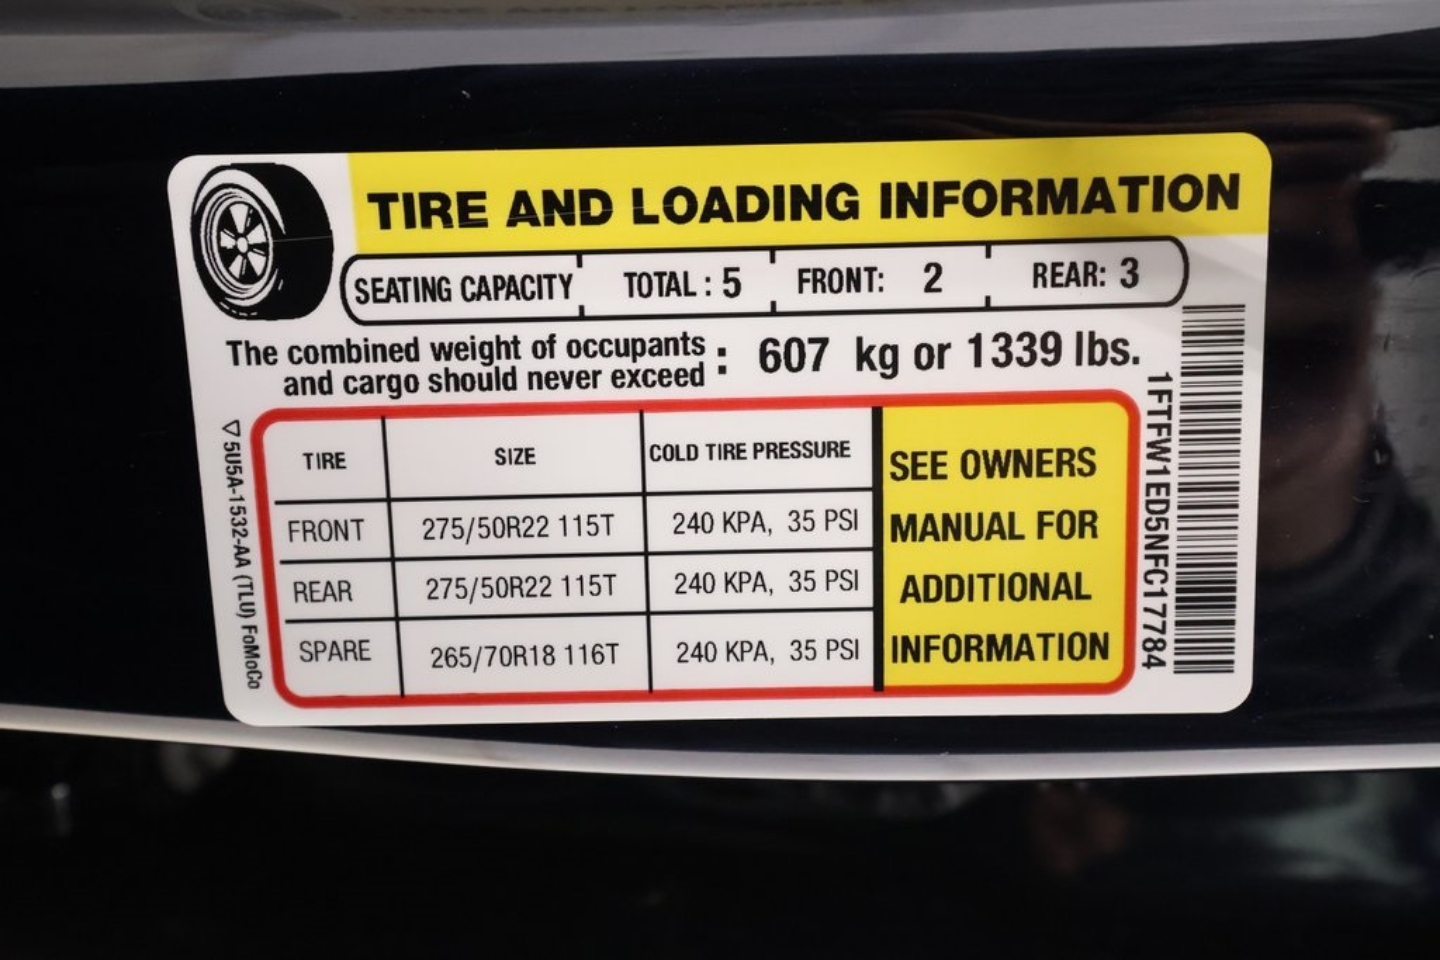 TIRE AND LOADING INFORMATION
SEATING CAPACITY TOTAL : 5 FRONT: 2 REAR: 3
The combined weight of occupants
and cargo should never exceed : 607 kg or 1339 lbs.
TIRE SIZE COLD TIRE PRESSURE
FRONT 275/50R22 115T 240 KPA, 35 PSI
REAR 275/50R22 115T 240 KPA, 35 PSI
SPARE 265/70R18 116T 240 KPA, 35 PSI
SEE OWNERS
MANUAL FOR
ADDITIONAL
INFORMATION
1FTFW1ED5NFC17784
5U5A-1532-AA (TLU) FoMoCo